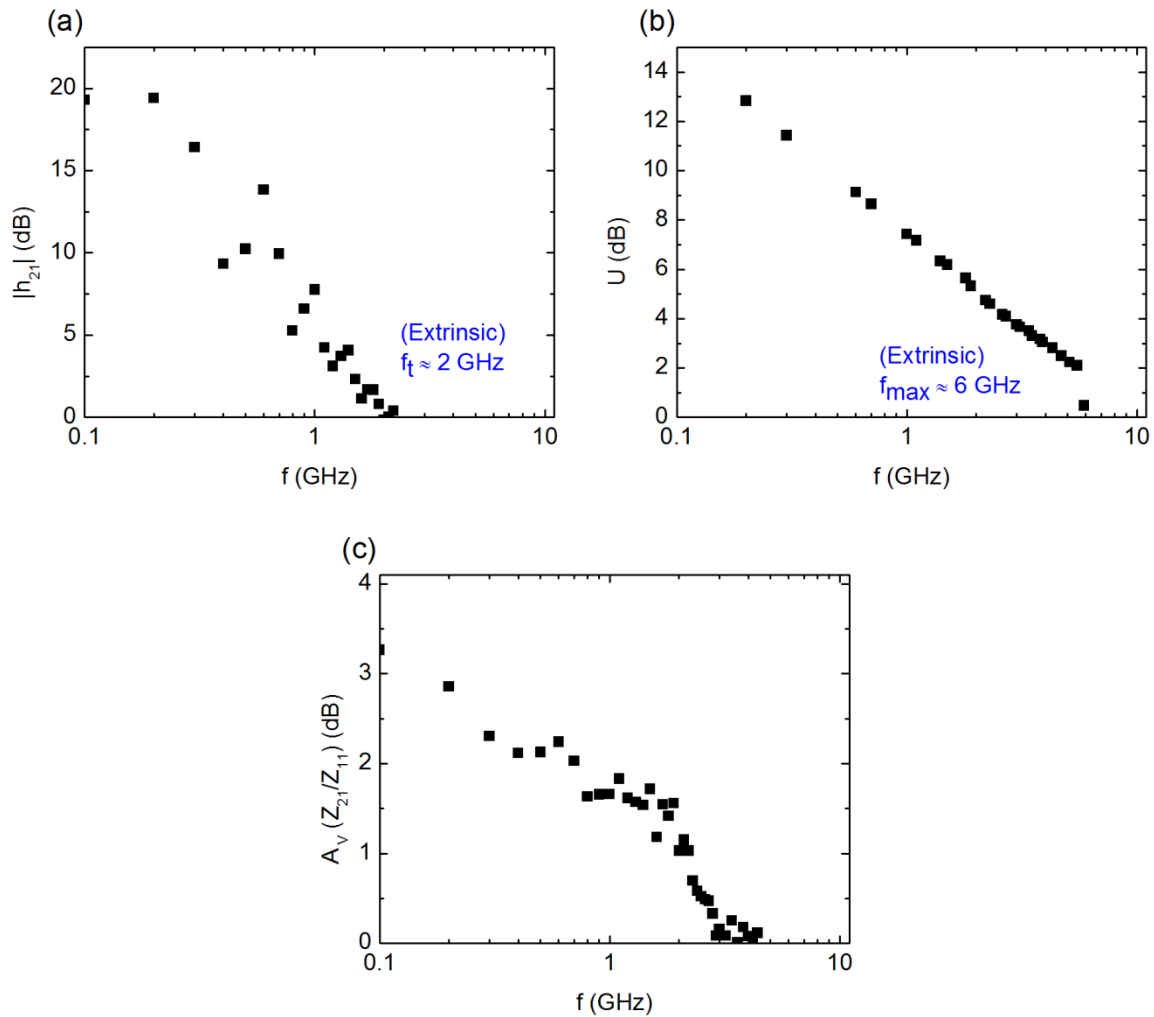 (a)
20
15
10
5
0
0.1
1
10
|h21| (dB)
f (GHz)
(Extrinsic)
ft ≈ 2 GHz
(b)
14
12
10
8
6
4
2
0
0.1
1
10
U (dB)
f (GHz)
(Extrinsic)
fmax ≈ 6 GHz
(c)
4
3
2
1
0
0.1
1
10
AV (Z21/Z11) (dB)
f (GHz)